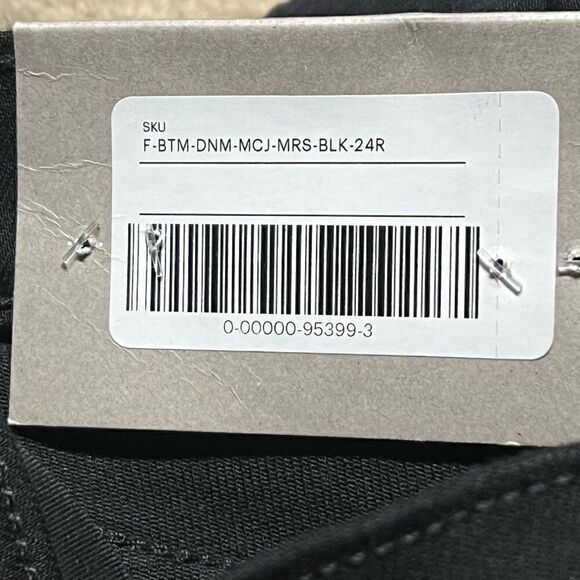 SKU
F-BTM-DNM-MCJ-MRS-BLK-24R
0-00000-95399-3